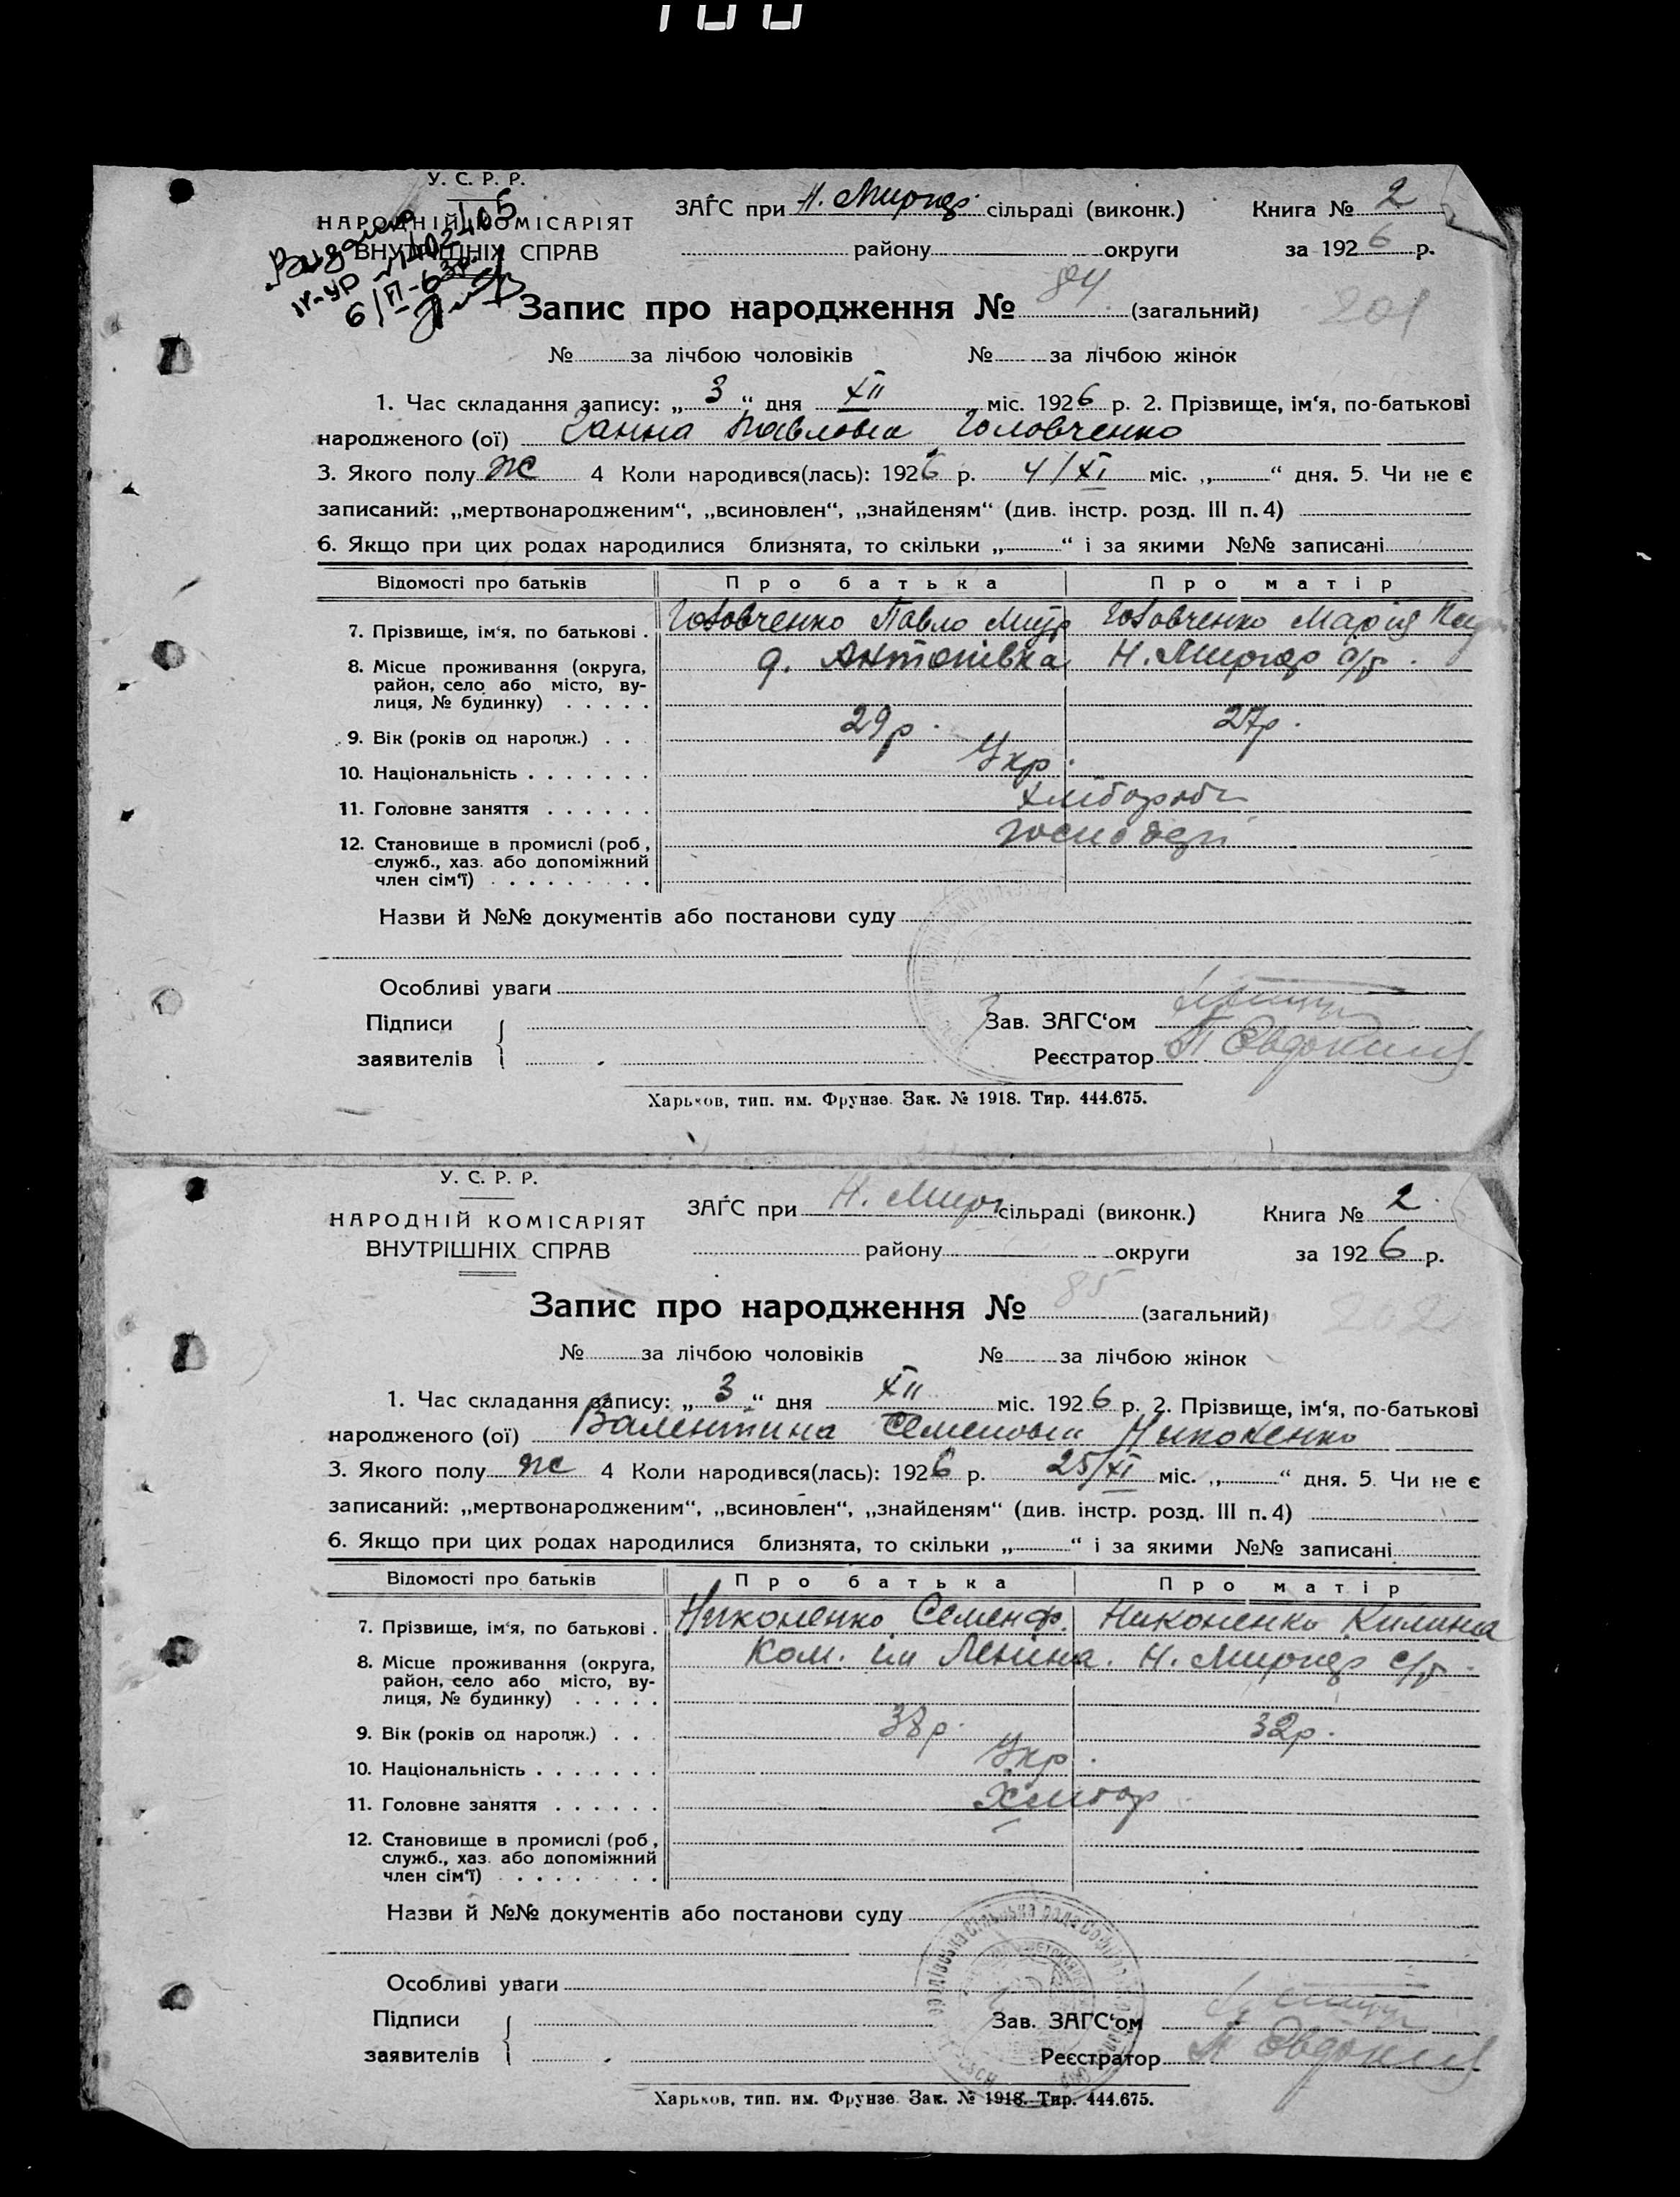 У. С. Р. Р.
НАРОДНІЙ КОМІСАРІЯТ
ВНУТРІШНІХ СПРАВ
ЗАГС при Н. Миргор. сільраді (виконк.) Книга № 2
району округи за 1926 р.
Запис про народження № 84 (загальний) 201
№ за лічбою чоловіків № за лічбою жінок
1. Час складання запису: „ 3 “ дня XII міс. 1926 р. 2. Прізвище, ім‘я, по-батькові
народженого (ої) Ганна Павловна Головченко
3. Якого полу ж 4 Коли народився(лась): 1926 р. 4/XI міс. „ “ дня. 5. Чи не є
записаний: „мертвонародженим“, „всиновлен“, „знайденям“ (див. інстр. розд. III п. 4)
6. Якщо при цих родах народилися близнята, то скільки „ “ і за якими №№ записані
Відомості про батьків Про батька Про матір
7. Прізвище, ім‘я, по батькові . Головченко Павло Головченко Марія
8. Місце проживання (округа, д. Антонівка Н. Миргор с/р.
район, село або місто, ву-
лиця, № будинку) . . . . .
9. Вік (років од народж.) . . . 29 р. 27 р.
10. Національність . . . . . . . Укр.
11. Головне заняття . . . . . . хлібороби
12. Становище в промислі (роб, господарі
служб., хаз. або допоміжний
член сім‘ї) . . . . . . . . .
Назви й №№ документів або постанови суду
Особливі уваги
Підписи Зав. ЗАГС‘ом
заявителів Реєстратор
Харьков, тип. им. Фрунзе. Зак. № 1918. Тир. 444.675.
У. С. Р. Р.
НАРОДНІЙ КОМІСАРІЯТ
ВНУТРІШНІХ СПРАВ
ЗАГС при Н. Мирг сільраді (виконк.) Книга № 2
району округи за 1926 р.
Запис про народження № 85 (загальний) 202
№ за лічбою чоловіків № за лічбою жінок
1. Час складання запису: „ 3 “ дня XII міс. 1926 р. 2. Прізвище, ім‘я, по-батькові
народженого (ої) Валентина Семеновна Никоненко
3. Якого полу ж 4 Коли народився(лась): 1926 р. 25/XI міс. „ “ дня. 5. Чи не є
записаний: „мертвонародженим“, „всиновлен“, „знайденям“ (див. інстр. розд. III п. 4)
6. Якщо при цих родах народилися близнята, то скільки „ “ і за якими №№ записані
Відомості про батьків Про батька Про матір
7. Прізвище, ім‘я, по батькові . Никоненко Семен Ф. Никоненко Килина
8. Місце проживання (округа, Ком. ім Леніна. Н. Миргор с/р.
район, село або місто, ву-
лиця, № будинку) . . . . .
9. Вік (років од народж.) . . . 38 р. 32 р.
10. Національність . . . . . . . Укр.
11. Головне заняття . . . . . . Хлібор
12. Становище в промислі (роб,
служб., хаз. або допоміжний
член сім‘ї) . . . . . . . . .
Назви й №№ документів або постанови суду
Особливі уваги
Підписи Зав. ЗАГС‘ом
заявителів Реєстратор
Харьков, тип. им. Фрунзе. Зак. № 1918. Тир. 444.675.